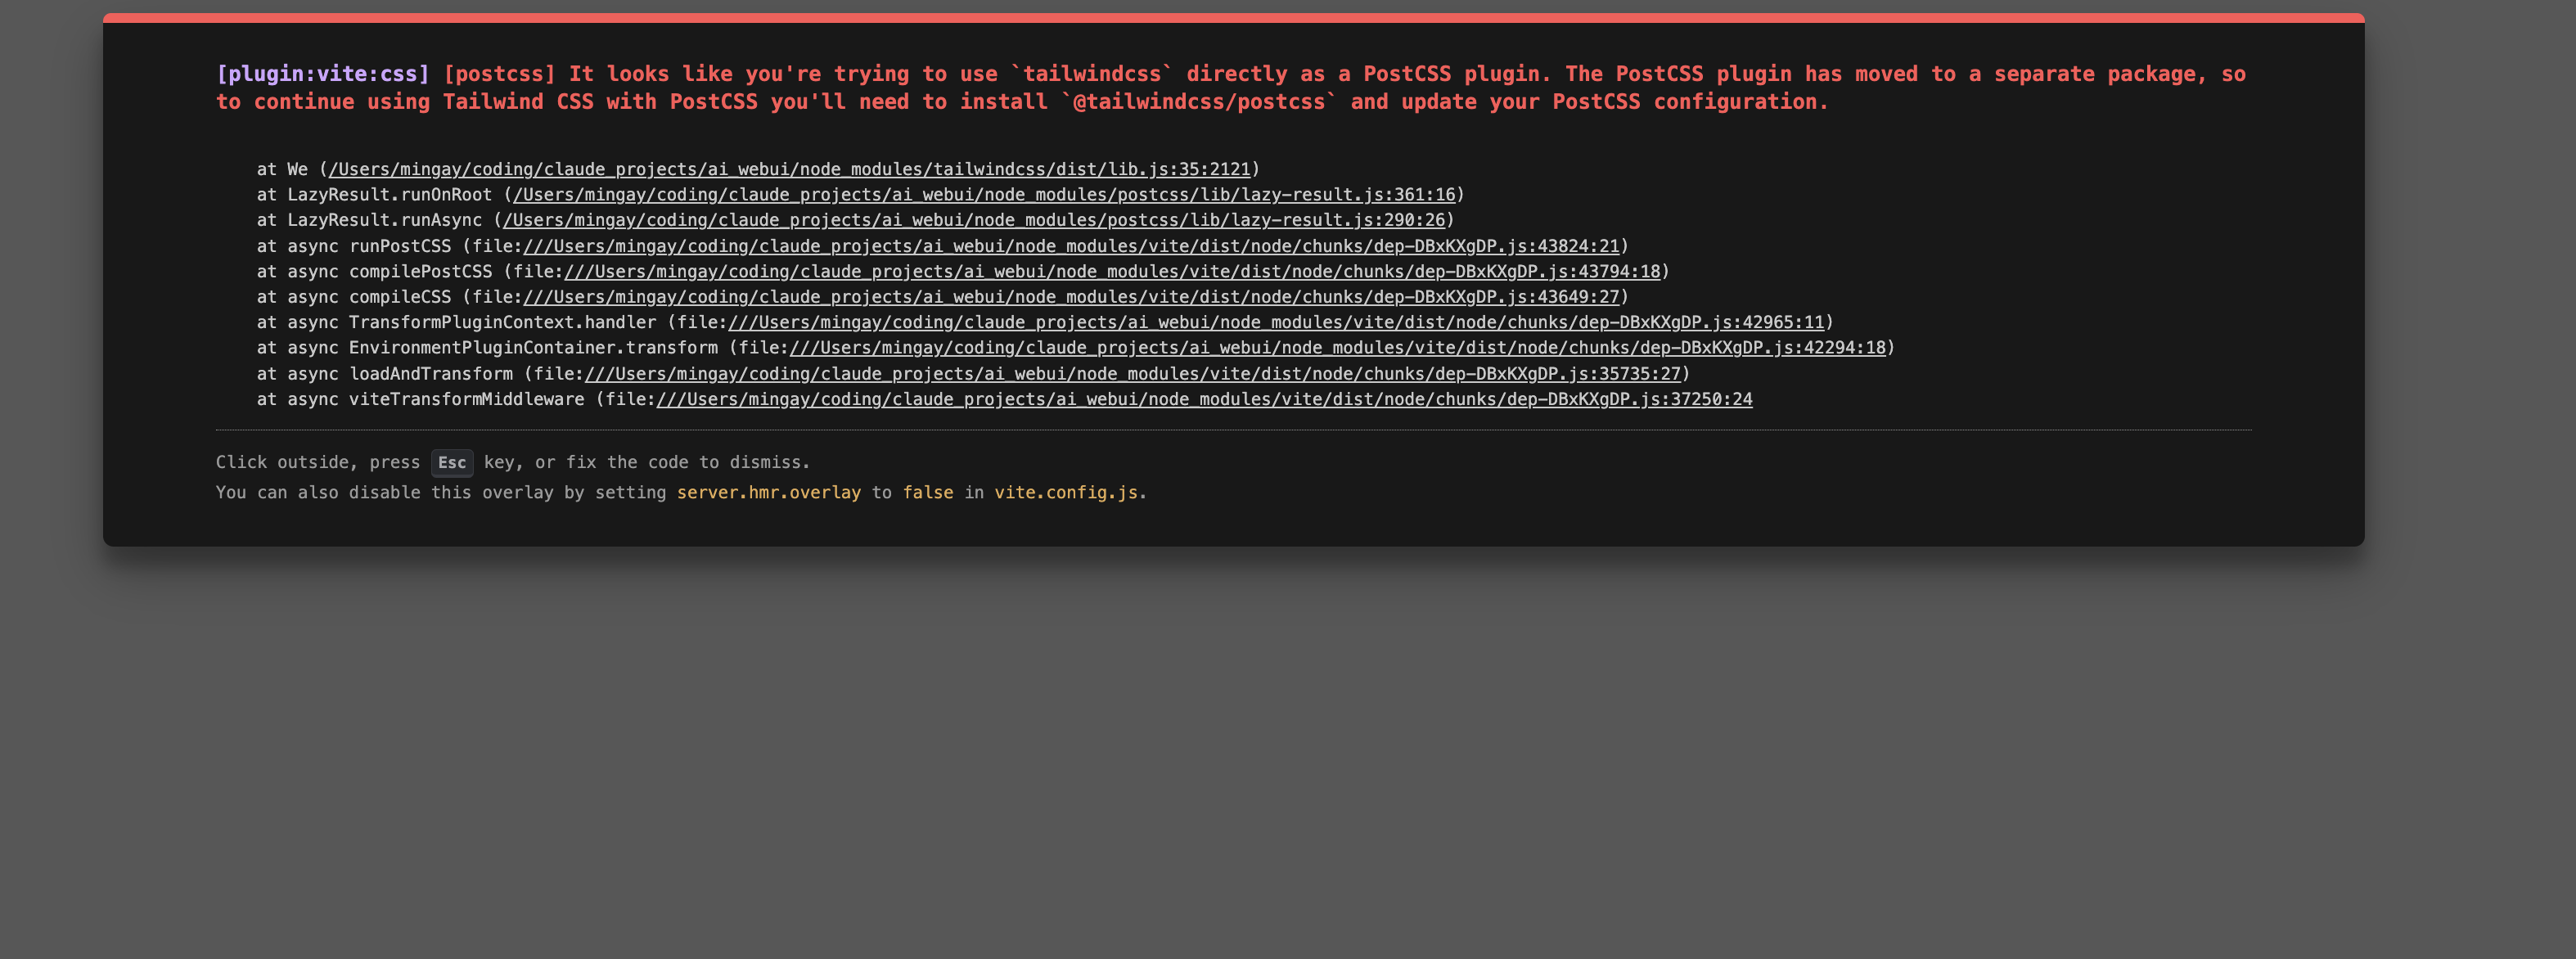 [plugin:vite:css] [postcss] It looks like you're trying to use `tailwindcss` directly as a PostCSS plugin. The PostCSS plugin has moved to a separate package, so
to continue using Tailwind CSS with PostCSS you'll need to install `@tailwindcss/postcss` and update your PostCSS configuration.
at We (/Users/mingay/coding/claude_projects/ai_webui/node_modules/tailwindcss/dist/lib.js:35:2121)
at LazyResult.runOnRoot (/Users/mingay/coding/claude_projects/ai_webui/node_modules/postcss/lib/lazy-result.js:361:16)
at LazyResult.runAsync (/Users/mingay/coding/claude_projects/ai_webui/node_modules/postcss/lib/lazy-result.js:290:26)
at async runPostCSS (file:///Users/mingay/coding/claude_projects/ai_webui/node_modules/vite/dist/node/chunks/dep-DBxKXgDP.js:43824:21)
at async compilePostCSS (file:///Users/mingay/coding/claude_projects/ai_webui/node_modules/vite/dist/node/chunks/dep-DBxKXgDP.js:43794:18)
at async compileCSS (file:///Users/mingay/coding/claude_projects/ai_webui/node_modules/vite/dist/node/chunks/dep-DBxKXgDP.js:43649:27)
at async TransformPluginContext.handler (file:///Users/mingay/coding/claude_projects/ai_webui/node_modules/vite/dist/node/chunks/dep-DBxKXgDP.js:42965:11)
at async EnvironmentPluginContainer.transform (file:///Users/mingay/coding/claude_projects/ai_webui/node_modules/vite/dist/node/chunks/dep-DBxKXgDP.js:42294:18)
at async loadAndTransform (file:///Users/mingay/coding/claude_projects/ai_webui/node_modules/vite/dist/node/chunks/dep-DBxKXgDP.js:35735:27)
at async viteTransformMiddleware (file:///Users/mingay/coding/claude_projects/ai_webui/node_modules/vite/dist/node/chunks/dep-DBxKXgDP.js:37250:24
Click outside, press Esc key, or fix the code to dismiss.
You can also disable this overlay by setting server.hmr.overlay to false in vite.config.js.